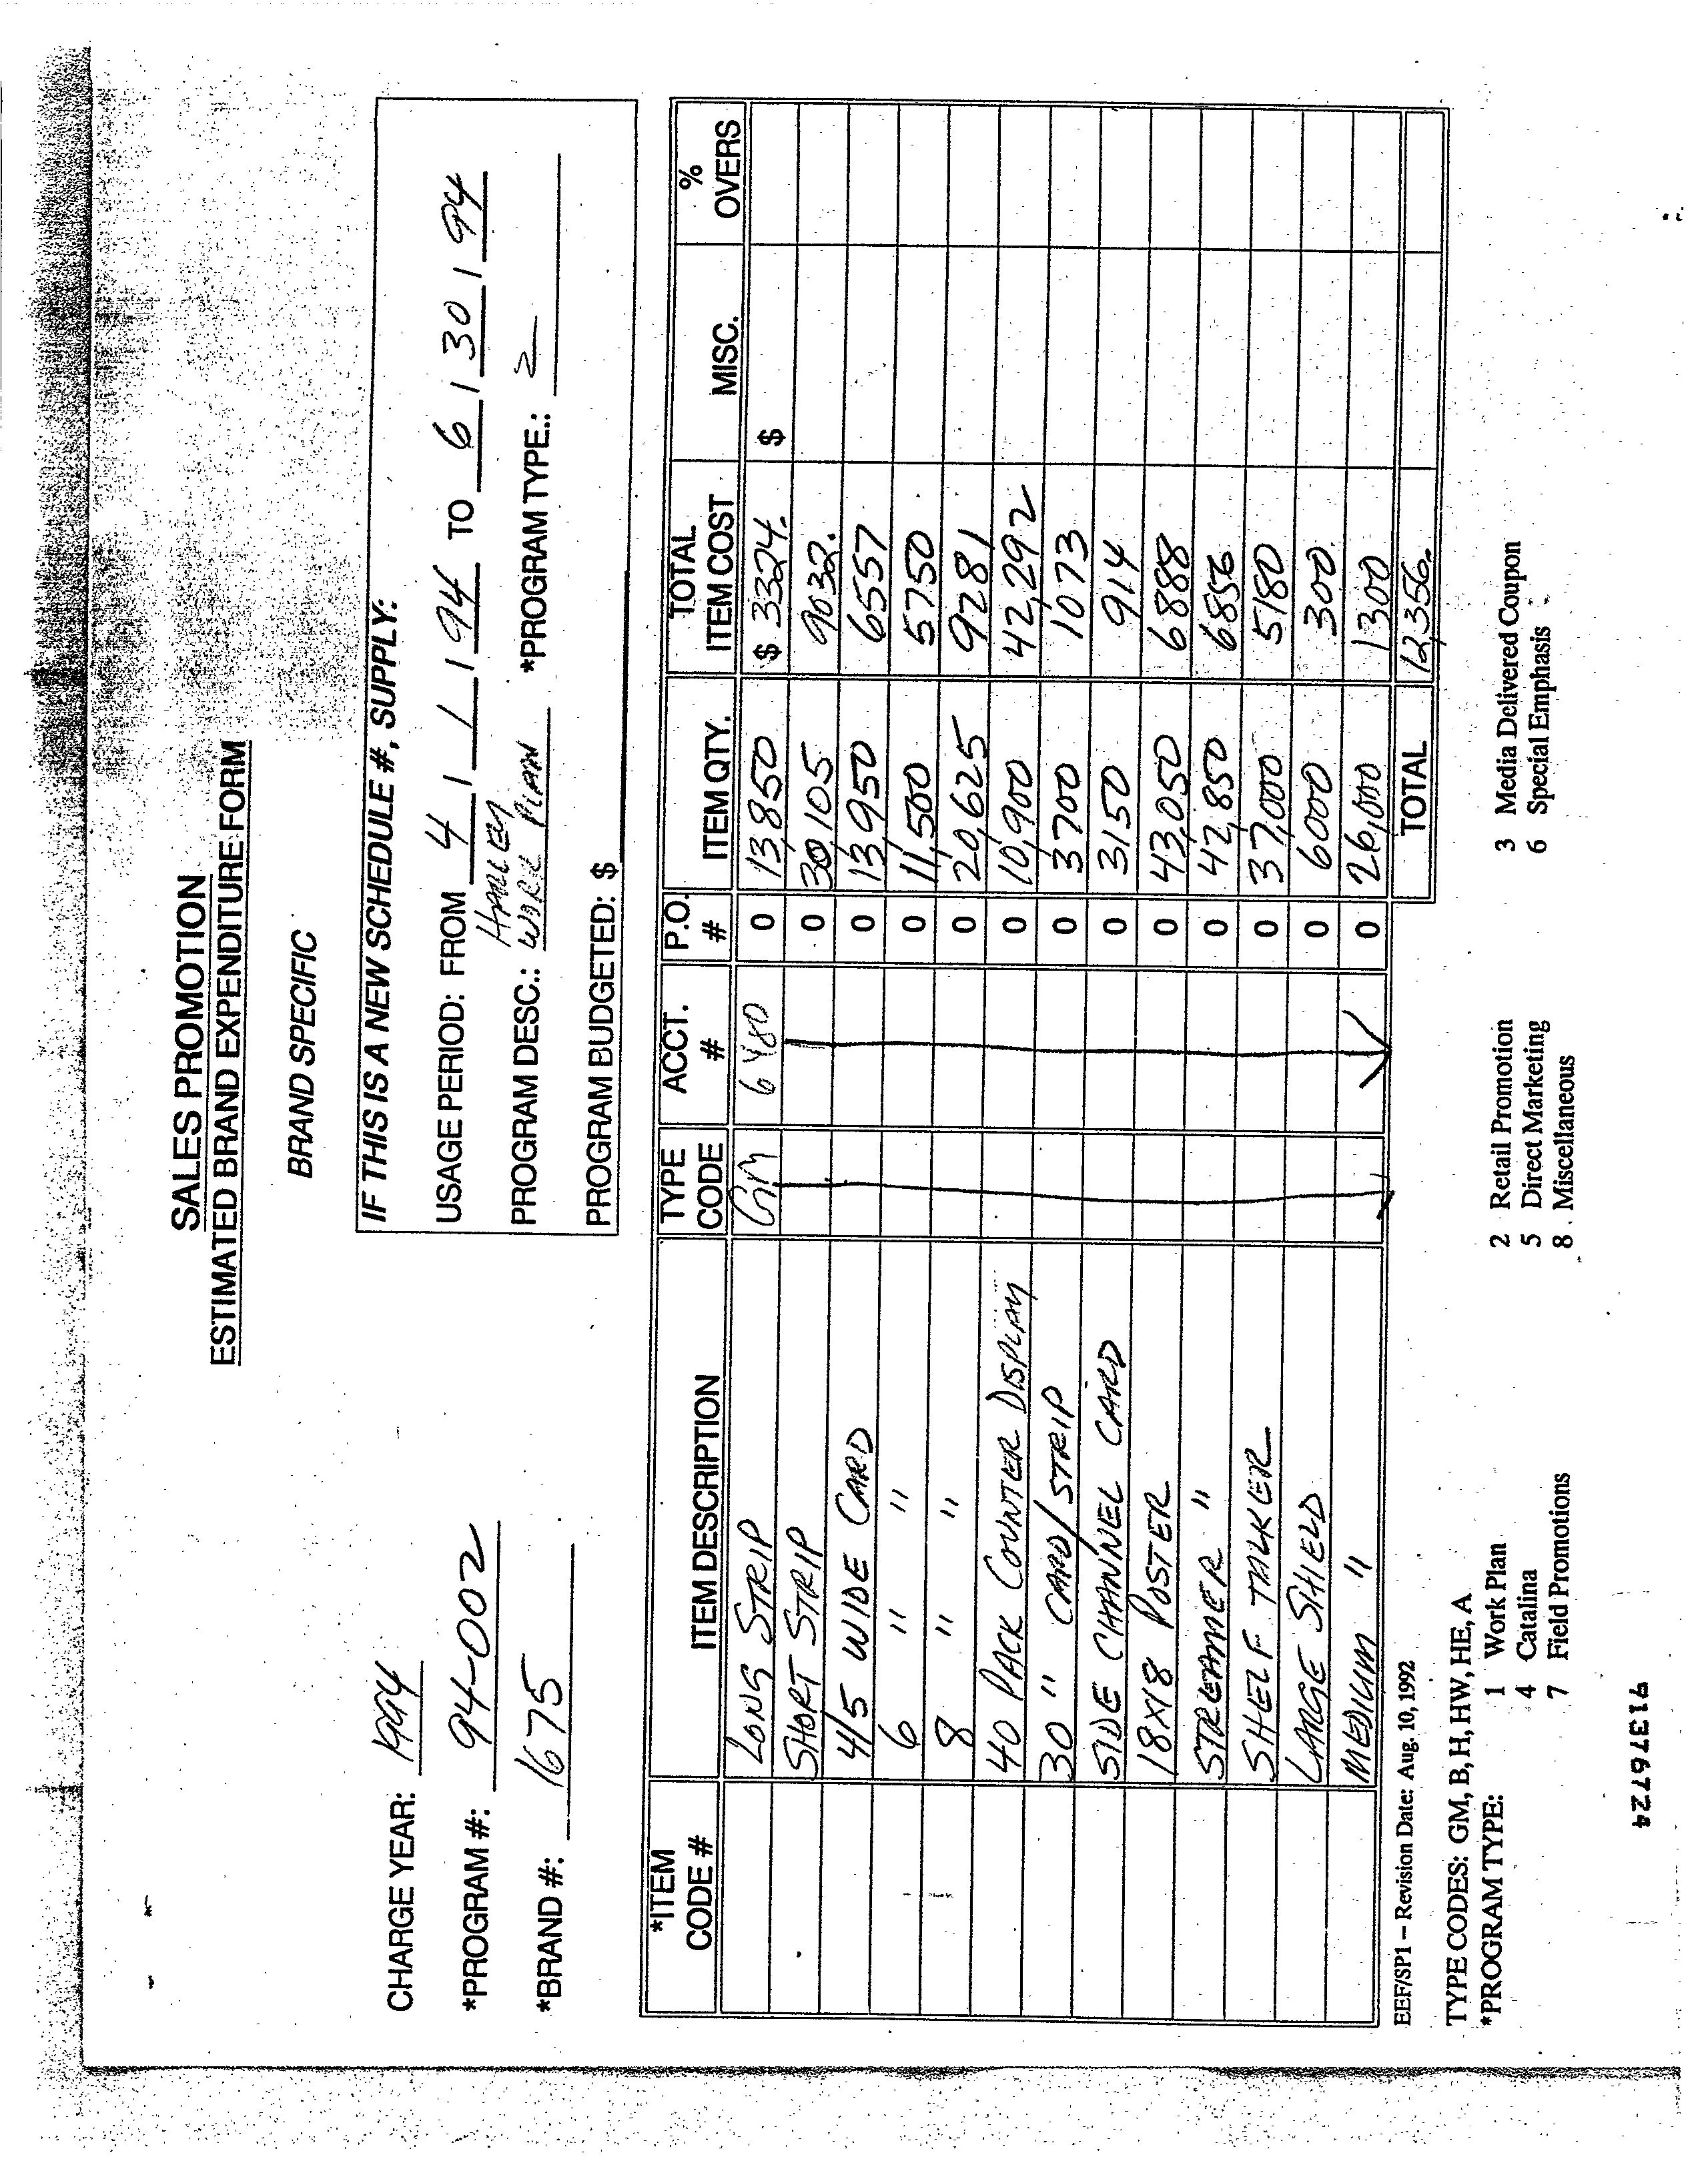 SALES PROMOTION
ESTIMATED BRAND EXPENDITURE FORM
BRAND SPECIFIC
CHARGE YEAR: 1994
*PROGRAM #: 94-002
*BRAND #: 1675
IF THIS IS A NEW SCHEDULE #, SUPPLY:
USAGE PERIOD: FROM 4 / 1 / 94 TO 6 / 30 / 94
PROGRAM DESC.: HARLEY WORK PLAN *PROGRAM TYPE.: 2
PROGRAM BUDGETED: $
*ITEM CODE # ITEM DESCRIPTION TYPE CODE ACCT. # P.O. # ITEM QTY. TOTAL ITEM COST MISC. % OVERS
LONG STRIP GM 6480 0 13,850 $ 3324. $
SHORT STRIP 0 30,105 9032.
4/5 WIDE CARD 0 13,950 6557
6 " " 0 11,500 5750
8 " " 0 20,625 9281
40 PACK COUNTER DISPLAY 0 10,900 42,292
30 " CARD/STRIP 0 3700 1073
SIDE CHANNEL CARD 0 3150 914
18X18 POSTER 0 43,050 6888
STREAMER " 0 42,850 6856
SHELF TALKER 0 37,000 5180
LARGE SHIELD 0 6000 300
MEDIUM " 0 26,000 1300
TOTAL 12,356.
EEF/SP1 – Revision Date: Aug. 10, 1992
TYPE CODES: GM, B, H, HW, HE, A
*PROGRAM TYPE: 1 Work Plan 2 Retail Promotion 3 Media Delivered Coupon
4 Catalina 5 Direct Marketing 6 Special Emphasis
7 Field Promotions 8 Miscellaneous
91376724